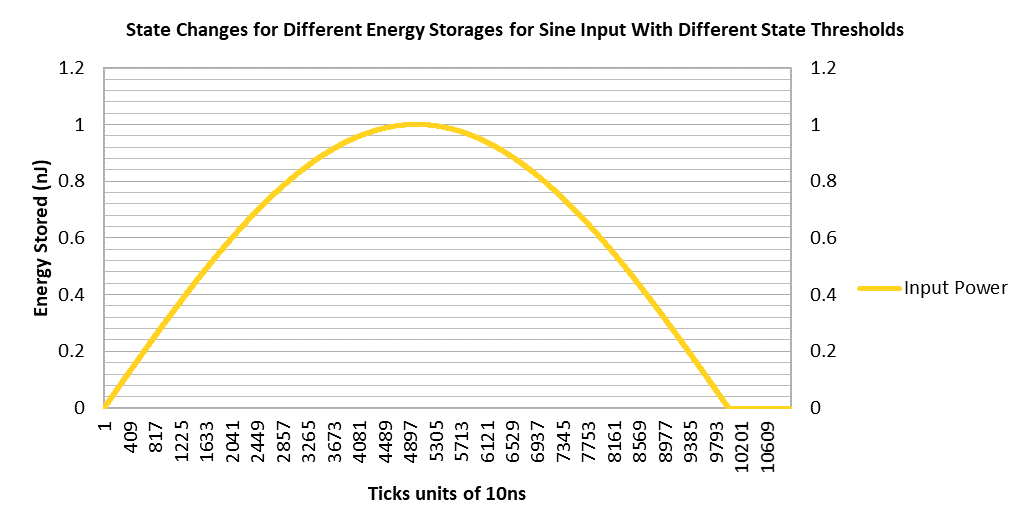 State Changes for Different Energy Storages for Sine Input With Different State Thresholds
1.2
1
0.8
0.6
0.4
0.2
0
Energy Stored (nJ)
1.2
1
0.8
0.6
0.4
0.2
0
Input Power
1 409 817 1225 1633 2041 2449 2857 3265 3673 4081 4489 4897 5305 5713 6121 6529 6937 7345 7753 8161 8569 8977 9385 9793 10201 10609
Ticks units of 10ns